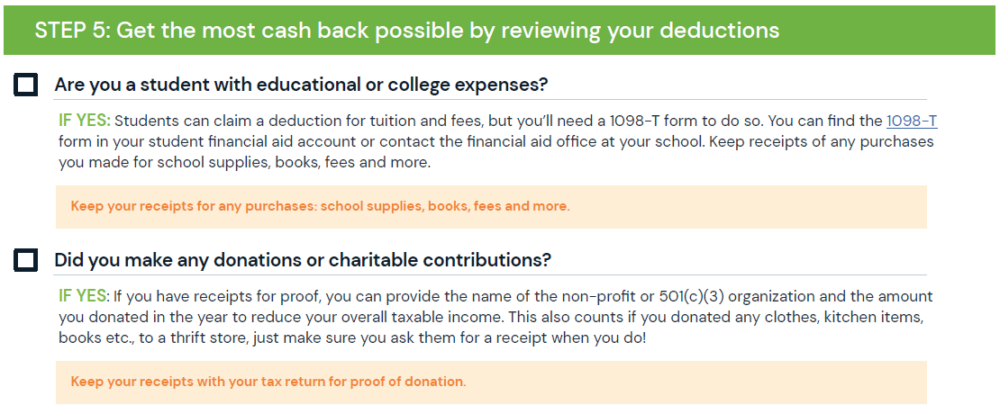 STEP 5: Get the most cash back possible by reviewing your deductions
Are you a student with educational or college expenses?
IF YES: Students can claim a deduction for tuition and fees, but you’ll need a 1098-T form to do so. You can find the 1098-T
form in your student financial aid account or contact the financial aid office at your school. Keep receipts of any purchases
you made for school supplies, books, fees and more.
Keep your receipts for any purchases: school supplies, books, fees and more.
Did you make any donations or charitable contributions?
IF YES: If you have receipts for proof, you can provide the name of the non-profit or 501(c)(3) organization and the amount
you donated in the year to reduce your overall taxable income. This also counts if you donated any clothes, kitchen items,
books etc., to a thrift store, just make sure you ask them for a receipt when you do!
Keep your receipts with your tax return for proof of donation.